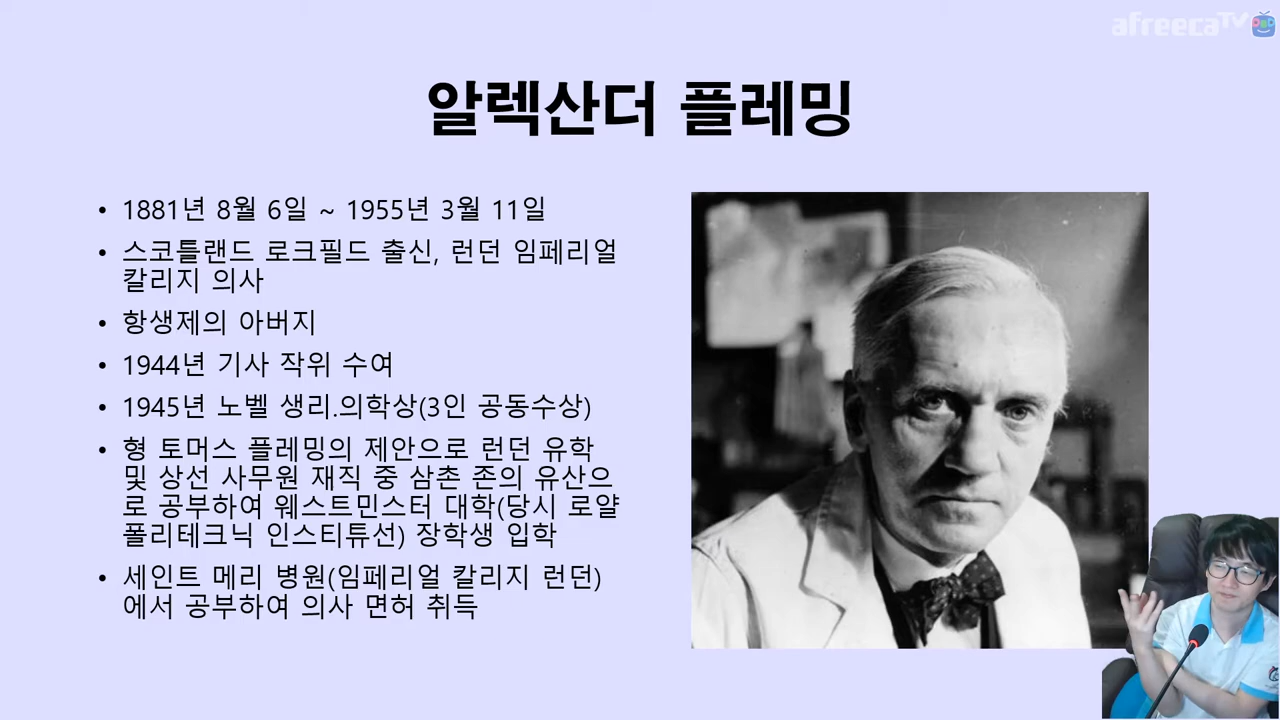 afreecaTV
알렉산더 플레밍
• 1881년 8월 6일 ~ 1955년 3월 11일
• 스코틀랜드 로크필드 출신, 런던 임페리얼
칼리지 의사
• 항생제의 아버지
• 1944년 기사 작위 수여
• 1945년 노벨 생리.의학상(3인 공동수상)
• 형 토머스 플레밍의 제안으로 런던 유학
및 상선 사무원 재직 중 삼촌 존의 유산으
로 공부하여 웨스트민스터 대학(당시 로얄
폴리테크닉 인스티튜선) 장학생 입학
• 세인트 메리 병원(임페리얼 칼리지 런던)
에서 공부하여 의사 면허 취득